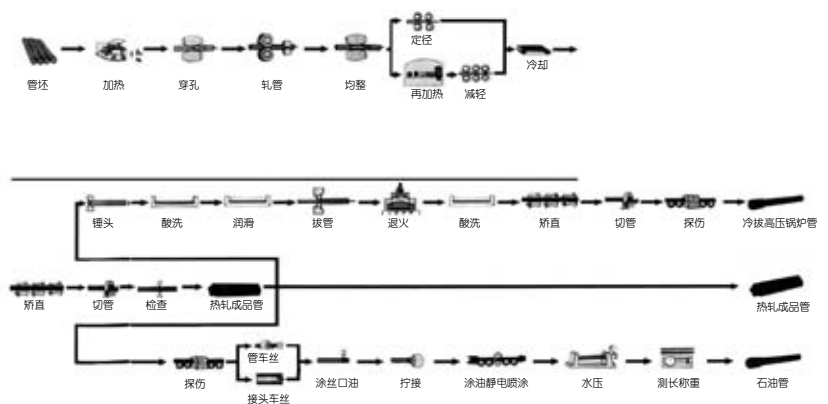 定径
管坯
加热
穿孔
轧管
均整
再加热
减轻
冷却
锤头
酸洗
润滑
拔管
退火
酸洗
矫直
切管
探伤
冷拔高压锅炉管
矫直
切管
检查
热轧成品管
热轧成品管
探伤
管车丝
接头车丝
涂丝口油
拧接
涂油静电喷涂
水压
测长称重
石油管